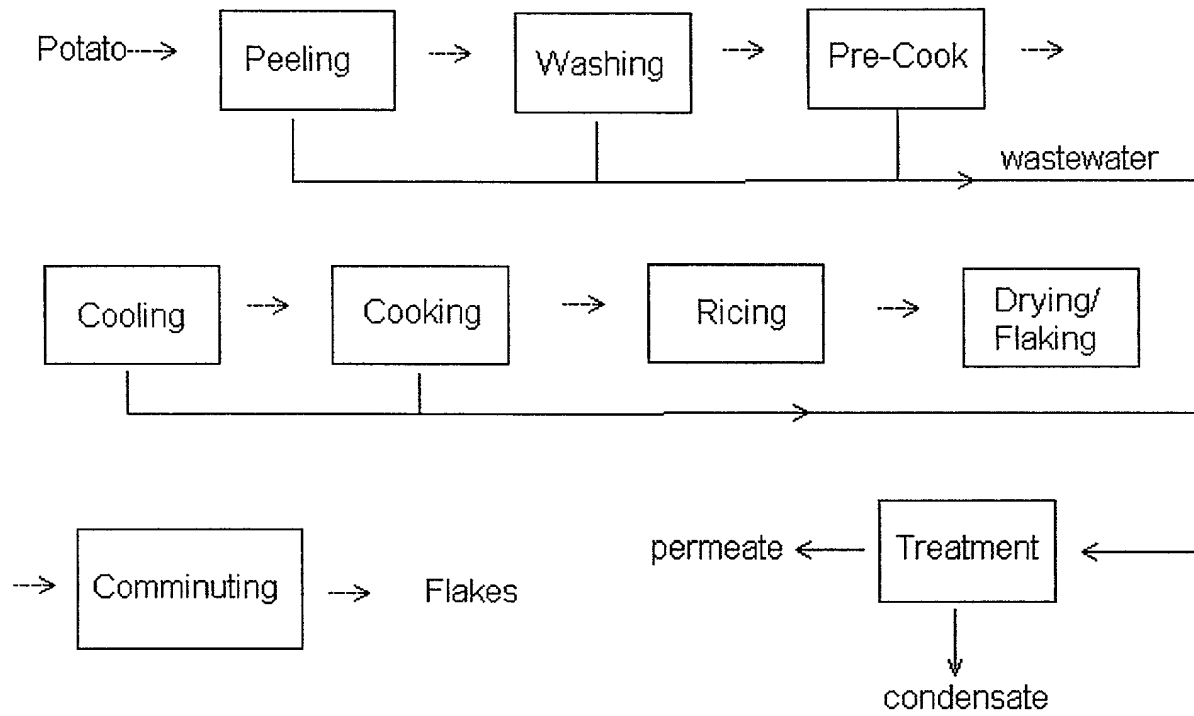 Potato
Peeling
Washing
Pre-Cook
wastewater
Cooling
Cooking
Ricing
Drying/
Flaking
Comminuting
Flakes
permeate
Treatment
condensate